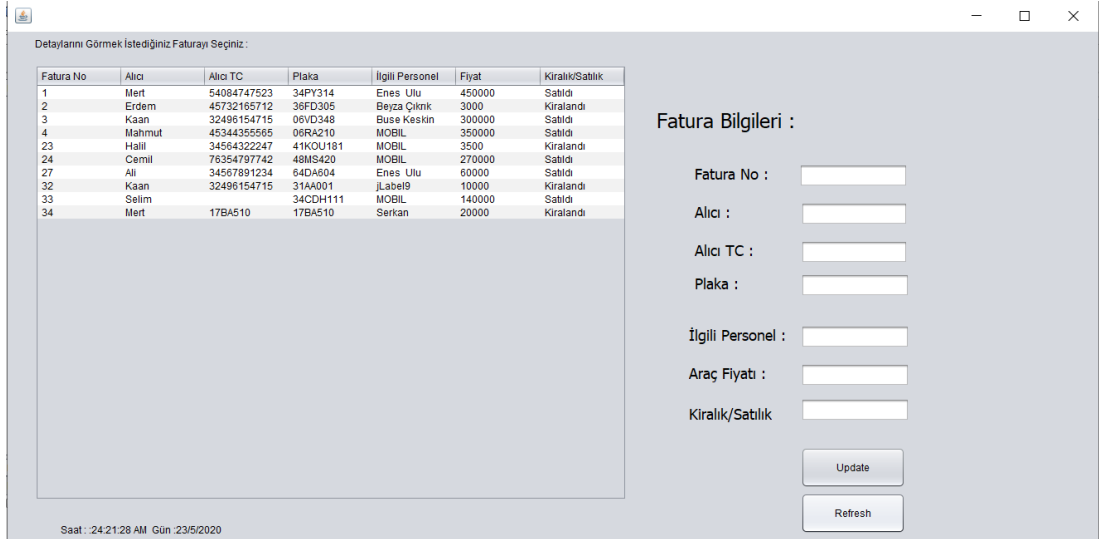 Detaylarını Görmek İstediğiniz Faturayı Seçiniz :
Fatura No Alıcı Alıcı TC Plaka İlgili Personel Fiyat Kiralık/Satılık
1 Mert 54084747523 34PY314 Enes Ulu 450000 Satıldı
2 Erdem 45732165712 36FD305 Beyza Çıkrık 3000 Kiralandı
3 Kaan 32496154715 06VD348 Buse Keskin 300000 Satıldı
4 Mahmut 45344355565 06RA210 MOBIL 350000 Satıldı
23 Halil 34564322247 41KOU181 MOBIL 3500 Kiralandı
24 Cemil 76354797742 48MS420 MOBIL 270000 Satıldı
27 Ali 34567891234 64DA604 Enes Ulu 60000 Satıldı
32 Kaan 32496154715 31AA001 jLabel9 10000 Kiralandı
33 Selim 34CDH111 MOBIL 140000 Satıldı
34 Mert 17BA510 17BA510 Serkan 20000 Kiralandı
Fatura Bilgileri :
Fatura No :
Alıcı :
Alıcı TC :
Plaka :
İlgili Personel :
Araç Fiyatı :
Kiralık/Satılık
Update
Refresh
Saat : :24:21:28 AM Gün :23/5/2020